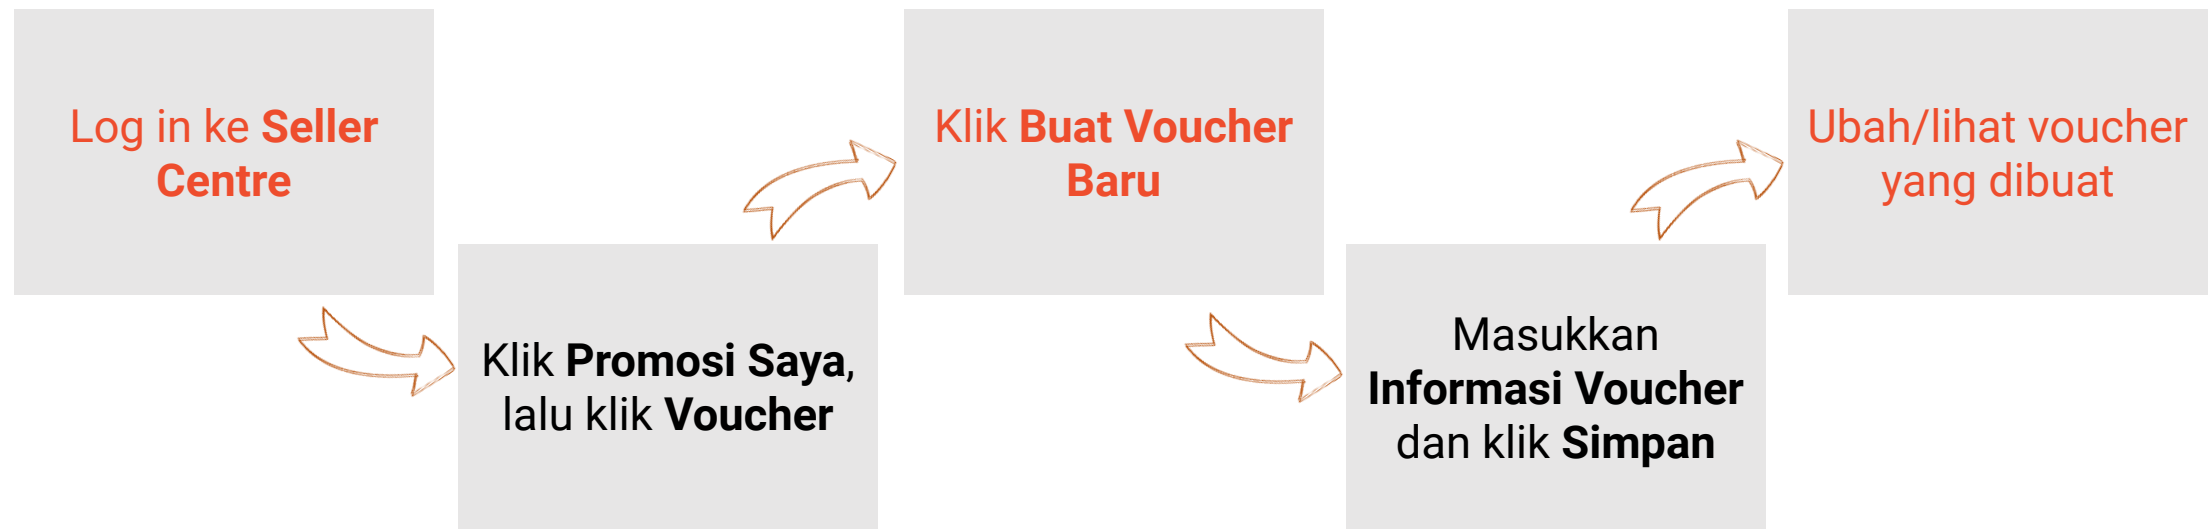 Log in ke Seller
Centre
Klik Promosi Saya,
lalu klik Voucher
Klik Buat Voucher
Baru
Masukkan
Informasi Voucher
dan klik Simpan
Ubah/lihat voucher
yang dibuat